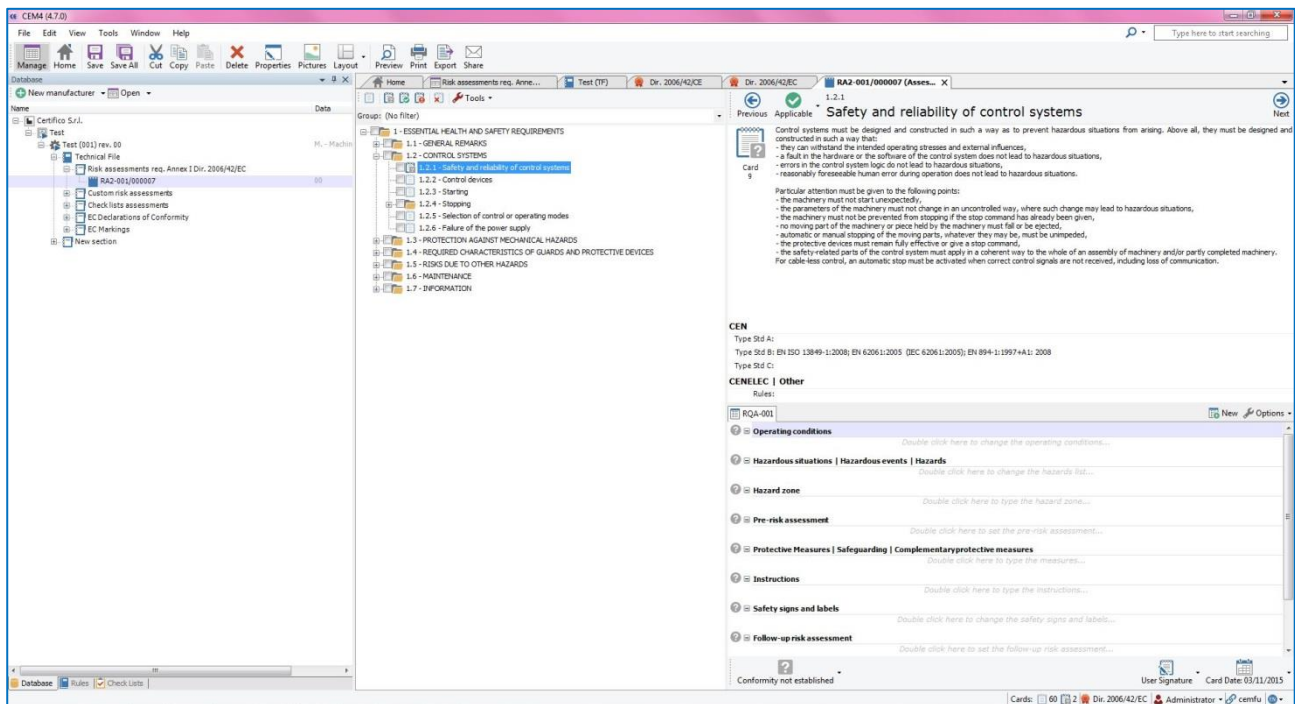 CEM4 (4.7.0)
File Edit View Tools Window Help
Type here to start searching
Manage Home Save Save All Cut Copy Paste Delete Properties Pictures Layout Preview Print Export Share
Database
New manufacturer Open
Name Data
Certifico S.r.l.
Test
Test (001) rev. 00 M. - Machin
Technical File
Risk assessments req. Annex I Dir. 2006/42/EC
RA2-001/000007 00
Custom risk assessments
Check lists assessments
EC Declarations of Conformity
EC Markings
New section
Database Rules Check Lists
Home Risk assessments req. Anne... Test (TF) Dir. 2006/42/CE Dir. 2006/42/EC RA2-001/000007 (Asses... X
Tools
Group: (No filter)
1 - ESSENTIAL HEALTH AND SAFETY REQUIREMENTS
1.1 - GENERAL REMARKS
1.2 - CONTROL SYSTEMS
1.2.1 - Safety and reliability of control systems
1.2.2 - Control devices
1.2.3 - Starting
1.2.4 - Stopping
1.2.5 - Selection of control or operating modes
1.2.6 - Failure of the power supply
1.3 - PROTECTION AGAINST MECHANICAL HAZARDS
1.4 - REQUIRED CHARACTERISTICS OF GUARDS AND PROTECTIVE DEVICES
1.5 - RISKS DUE TO OTHER HAZARDS
1.6 - MAINTENANCE
1.7 - INFORMATION
Previous Applicable
1.2.1
Safety and reliability of control systems
Next
Card
9
Control systems must be designed and constructed in such a way as to prevent hazardous situations from arising. Above all, they must be designed and
constructed in such a way that:
- they can withstand the intended operating stresses and external influences,
- a fault in the hardware or the software of the control system does not lead to hazardous situations,
- errors in the control system logic do not lead to hazardous situations,
- reasonably foreseeable human error during operation does not lead to hazardous situations.
Particular attention must be given to the following points:
- the machinery must not start unexpectedly,
- the parameters of the machinery must not change in an uncontrolled way, where such change may lead to hazardous situations,
- the machinery must not be prevented from stopping if the stop command has already been given,
- no moving part of the machinery or piece held by the machinery must fall or be ejected,
- automatic or manual stopping of the moving parts, whatever they may be, must be unimpeded,
- the protective devices must remain fully effective or give a stop command,
- the safety-related parts of the control system must apply in a coherent way to the whole of an assembly of machinery and/or partly completed machinery.
For cable-less control, an automatic stop must be activated when correct control signals are not received, including loss of communication.
CEN
Type Std A:
Type Std B: EN ISO 13849-1:2008; EN 62061:2005 (IEC 62061:2005); EN 894-1:1997+A1: 2008
Type Std C:
CENELEC | Other
Rules:
RQA-001 New Options
Operating conditions
Double click here to change the operating conditions...
Hazardous situations | Hazardous events | Hazards
Double click here to change the hazards list...
Hazard zone
Double click here to type the hazard zone...
Pre-risk assessment
Double click here to set the pre-risk assessment...
Protective Measures | Safeguarding | Complementaryprotective measures
Double click here to type the measures...
Instructions
Double click here to type the instructions...
Safety signs and labels
Double click here to change the safety signs and labels...
Follow-up risk assessment
Double click here to set the follow-up risk assessment...
Conformity not established User Signature Card Date: 03/11/2015
Cards: 60 2 Dir. 2006/42/EC Administrator cemfu